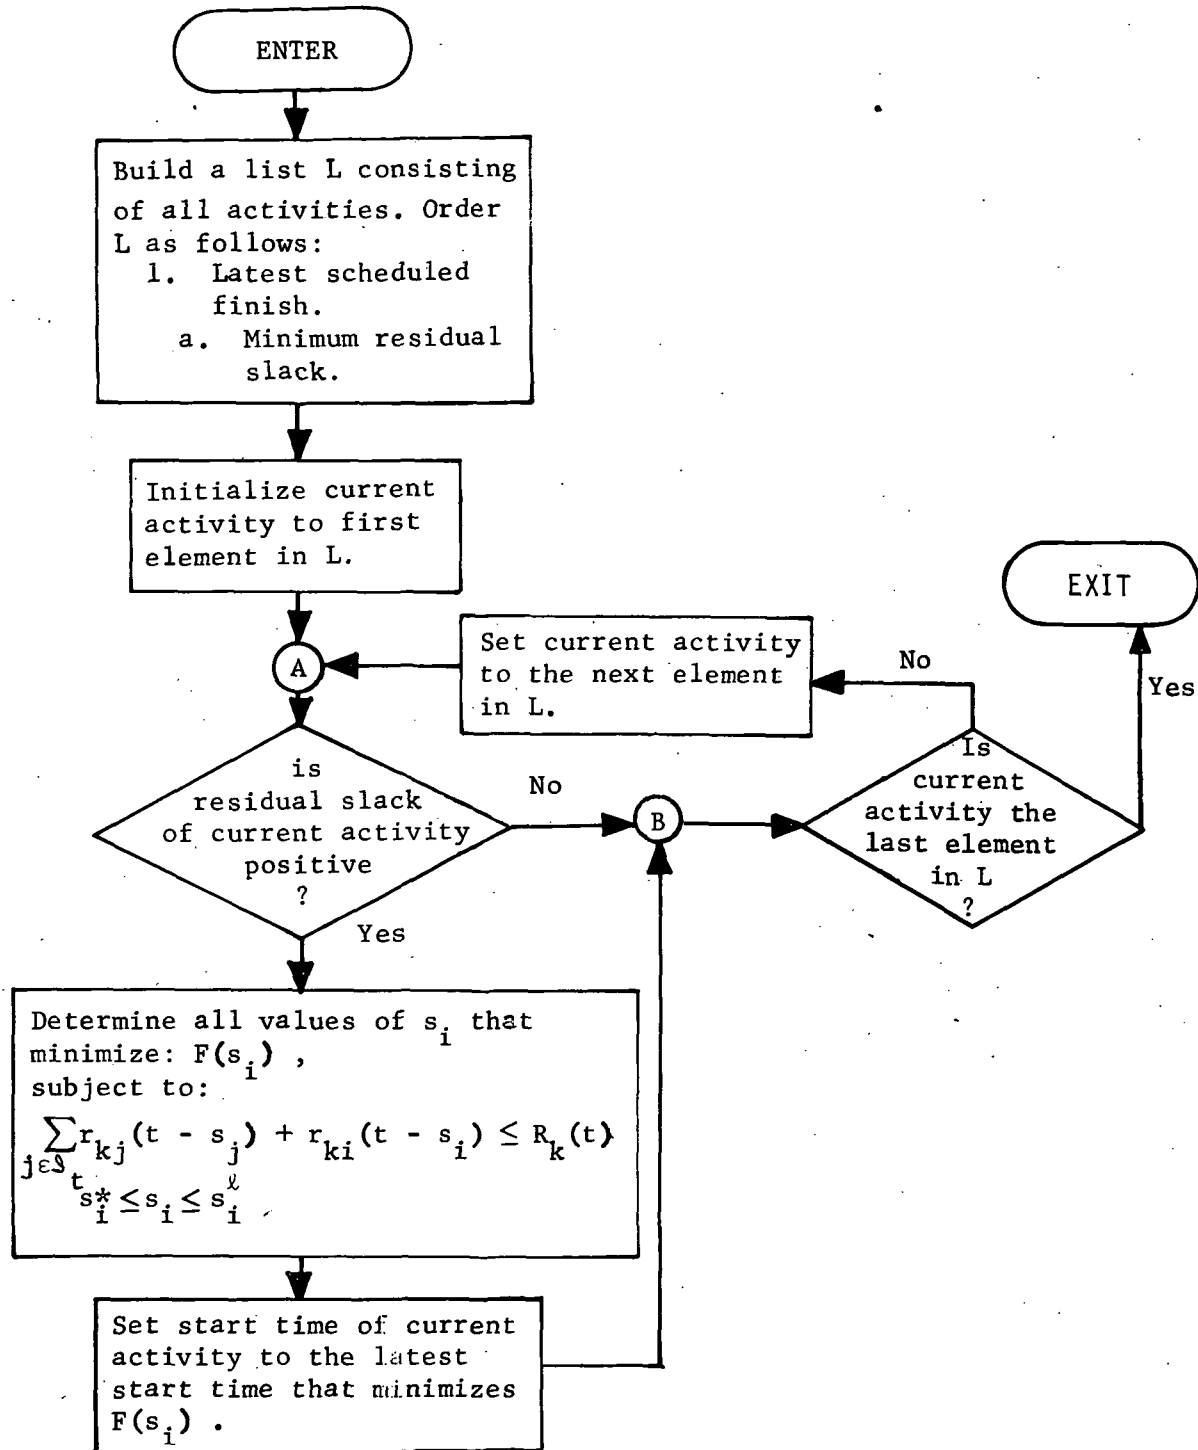 ENTER
Build a list L consisting
of all activities. Order
L as follows:
1. Latest scheduled
finish.
a. Minimum residual
slack.
Initialize current
activity to first
element in L.
A
Set current activity
to the next element
in L.
No
EXIT
Yes
is
residual slack
of current activity
positive
?
No
B
Is
current
activity the
last element
in L
?
Yes
Determine all values of s_i that
minimize: F(s_i) ,
subject to:
∑_{jεℐ_t} r_kj(t - s_j) + r_ki(t - s_i) ≤ R_k(t)
s_i^* ≤ s_i ≤ s_i^ℓ
Set start time of current
activity to the latest
start time that minimizes
F(s_i) .